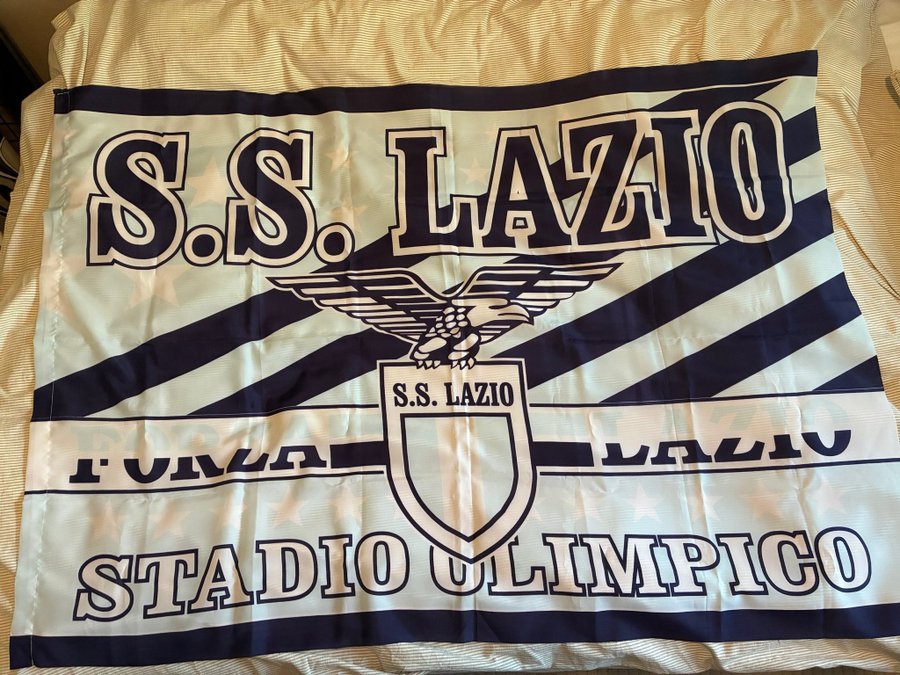 S.S. LAZIO
S.S. LAZIO
FORZA LAZIO
STADIO OLIMPICO